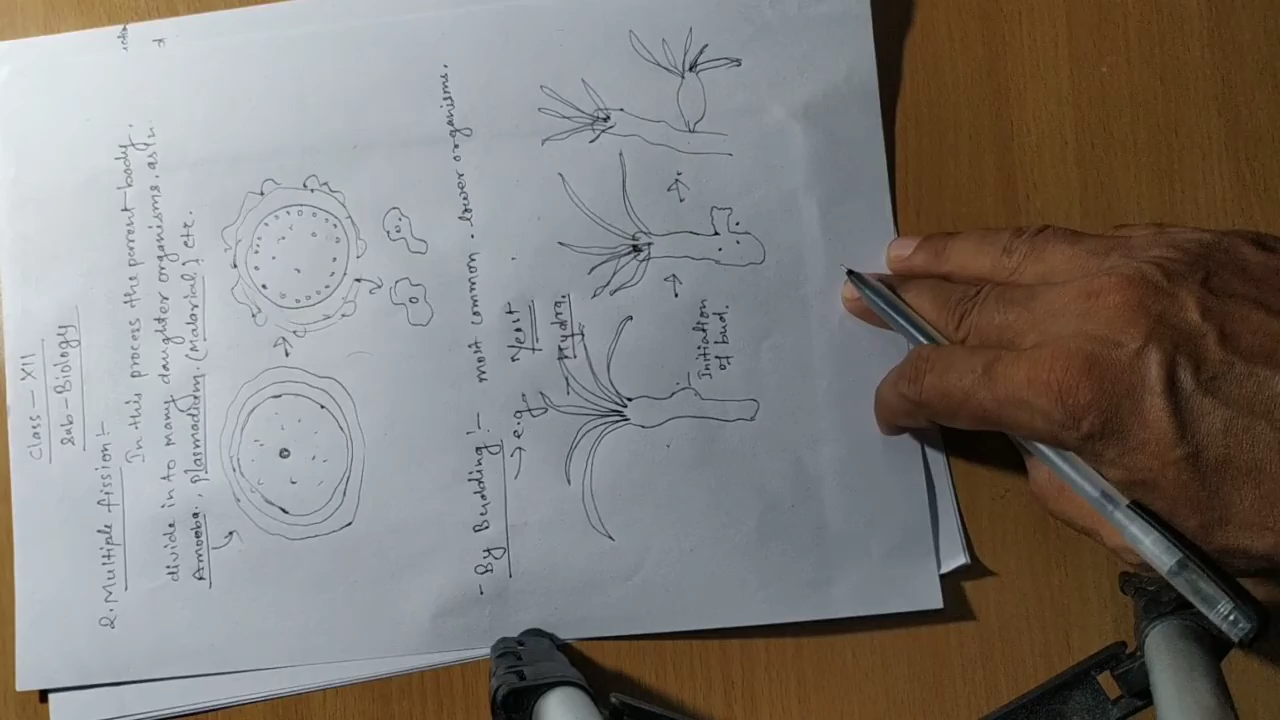 Class - XII
Sub-Biology
2. Multiple fission:-
In this process the parent body,
divide in to many daughter organisms. as in.
Amoeba., plasmodium. (Malarial) etc.
- By Budding:- most common. lower organisms.
→ e.g. Yeast
Hydra.
Initiation
of bud.